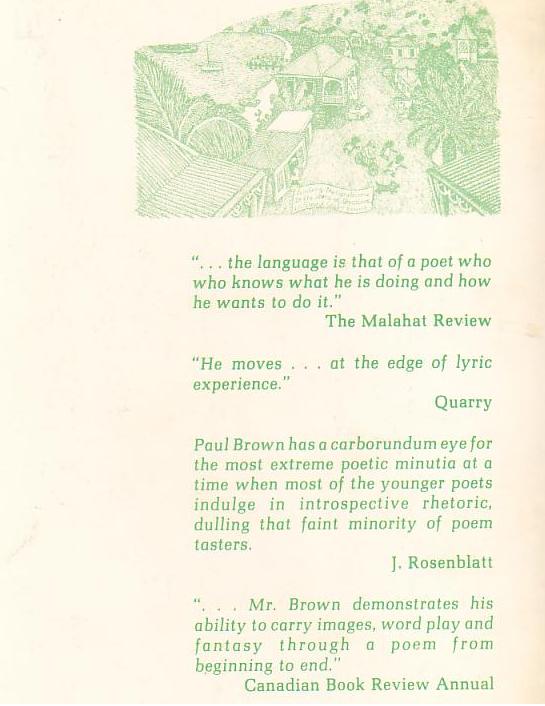 ". . . the language is that of a poet who
who knows what he is doing and how
he wants to do it."
The Malahat Review
"He moves . . . at the edge of lyric
experience."
Quarry
Paul Brown has a carborundum eye for
the most extreme poetic minutia at a
time when most of the younger poets
indulge in introspective rhetoric,
dulling that faint minority of poem
tasters.
J. Rosenblatt
". . . Mr. Brown demonstrates his
ability to carry images, word play and
fantasy through a poem from
beginning to end."
Canadian Book Review Annual